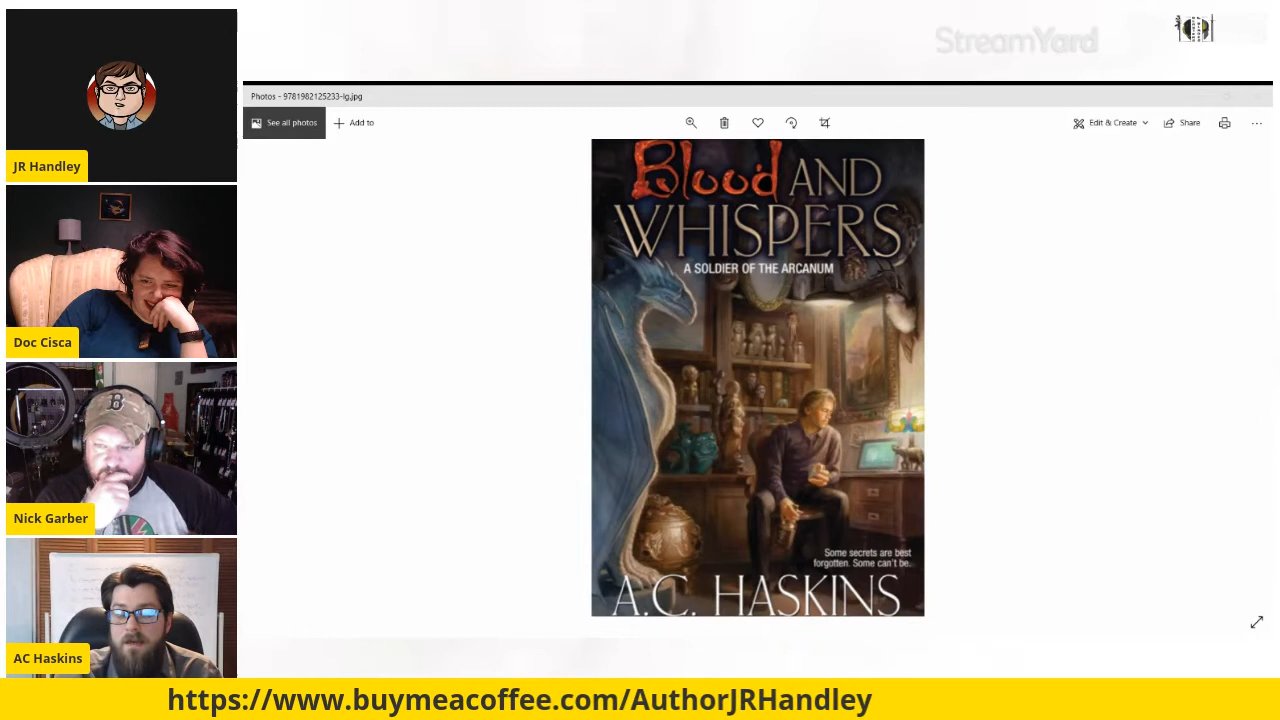 StreamYard
Photos - 9781982125233-lg.jpg
See all photos
Add to
Edit & Create
Share
JR Handley
Doc Cisca
B
Nick Garber
AC Haskins
Blood AND
WHISPERS
A SOLDIER OF THE ARCANUM
Some secrets are best
forgotten. Some can't be.
A.C. HASKINS
https://www.buymeacoffee.com/AuthorJRHandley